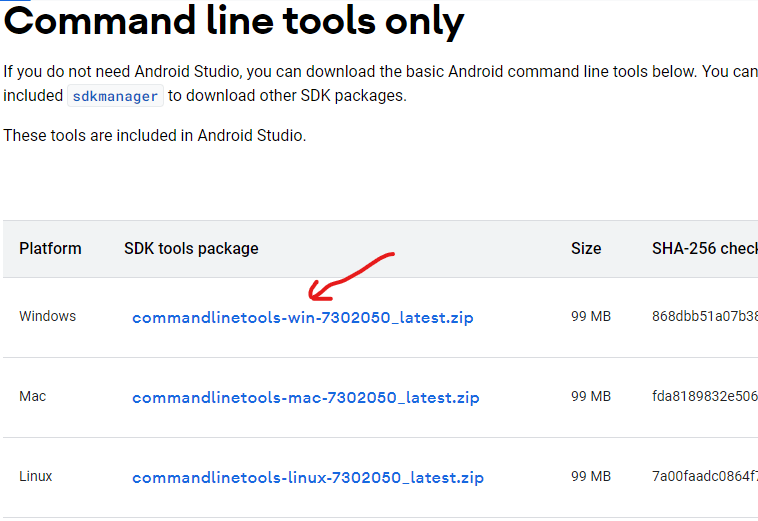 Command line tools only
If you do not need Android Studio, you can download the basic Android command line tools below. You can
included sdkmanager to download other SDK packages.
These tools are included in Android Studio.
Platform SDK tools package Size SHA-256 check
Windows commandlinetools-win-7302050_latest.zip 99 MB 868dbb51a07b38
Mac commandlinetools-mac-7302050_latest.zip 99 MB fda8189832e506
Linux commandlinetools-linux-7302050_latest.zip 99 MB 7a00faadc0864f7